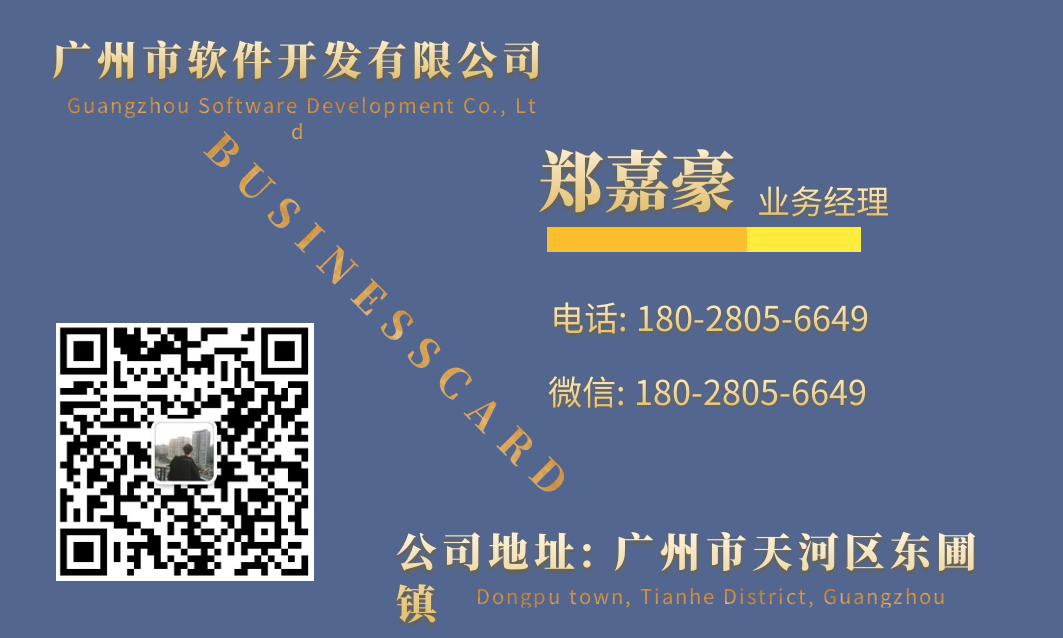 广州市软件开发有限公司
Guangzhou Software Development Co., Lt
d
BUSINESSCARD
郑嘉豪 业务经理
电话: 180-2805-6649
微信: 180-2805-6649
公司地址: 广州市天河区东圃
镇
Dongpu town, Tianhe District, Guangzhou